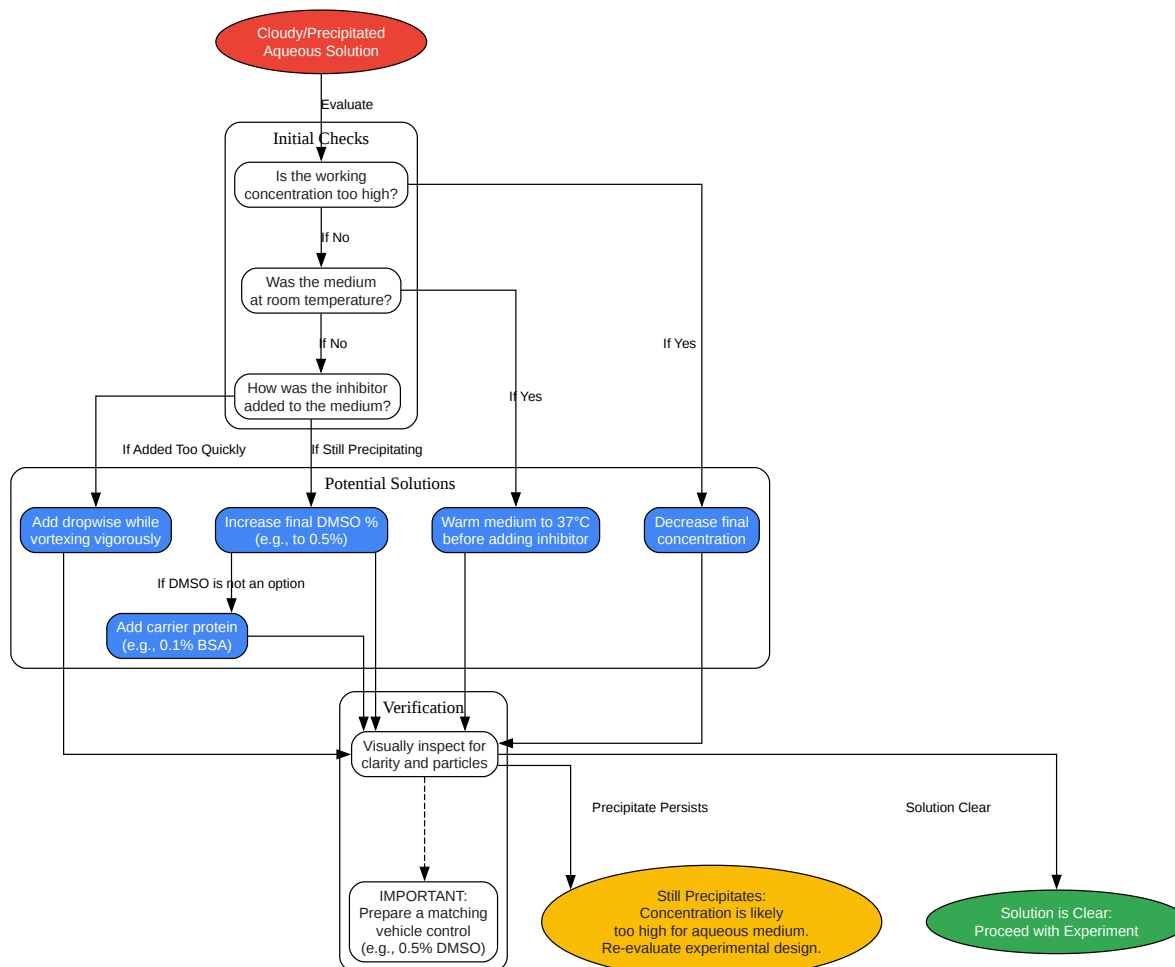 Cloudy/Precipitated
Aqueous Solution
Evaluate
Initial Checks
Is the working
concentration too high?
If No
Was the medium
at room temperature?
If No
If Yes
How was the inhibitor
added to the medium?
If Yes
If Added Too Quickly
If Still Precipitating
Potential Solutions
Add dropwise while
vortexing vigorously
Increase final DMSO %
(e.g., to 0.5%)
Warm medium to 37°C
before adding inhibitor
Decrease final
concentration
If DMSO is not an option
Add carrier protein
(e.g., 0.1% BSA)
Verification
Visually inspect for
clarity and particles
Precipitate Persists
Solution Clear
IMPORTANT:
Prepare a matching
vehicle control
(e.g., 0.5% DMSO)
Still Precipitates:
Concentration is likely
too high for aqueous medium.
Re-evaluate experimental design.
Solution is Clear:
Proceed with Experiment